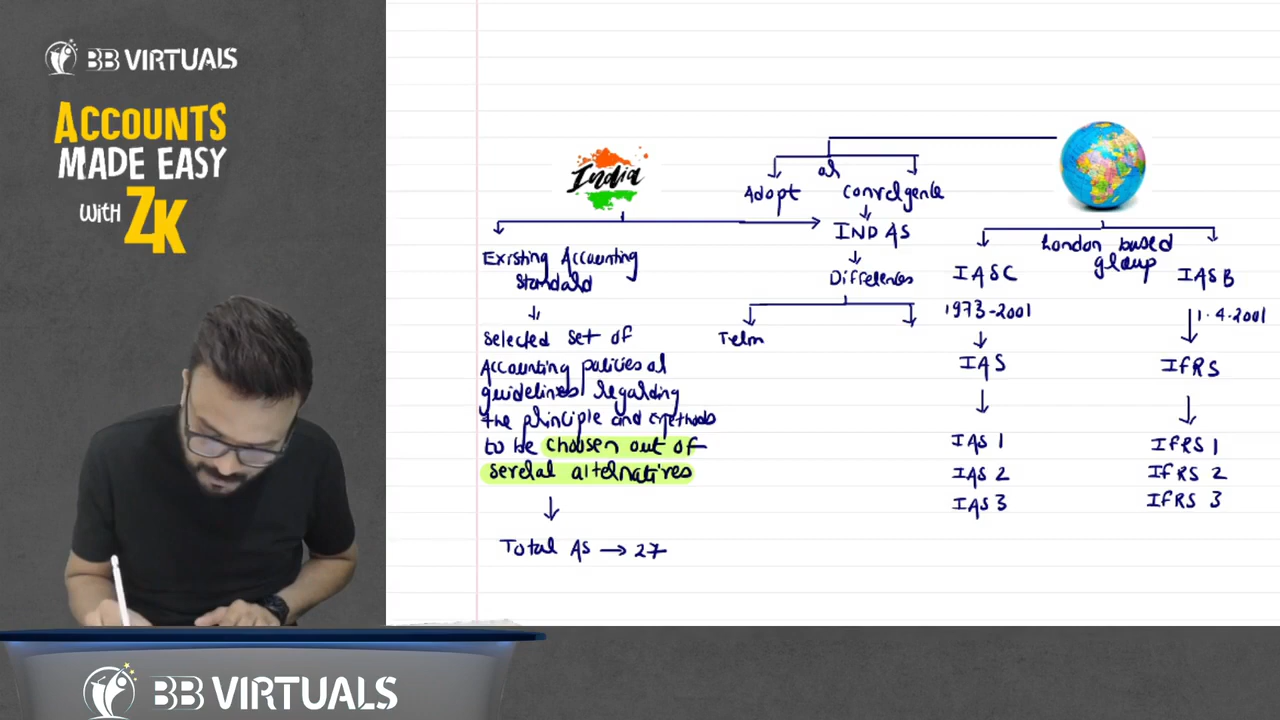 BB VIRTUALS
ACCOUNTS
MADE EASY
WITH ZK
India
Existing Accounting
Standard
Selected set of
Accounting policies or
guidelines regarding
the principle and methods
to be choosen out of
several alternatives
Total AS → 27
or
Adopt
Convergence
IND AS
Differences
Term
London based
group
IASC
1973-2001
IAS
IAS 1
IAS 2
IAS 3
IASB
1.4.2001
IFRS
IFRS 1
IFRS 2
IFRS 3
BB VIRTUALS